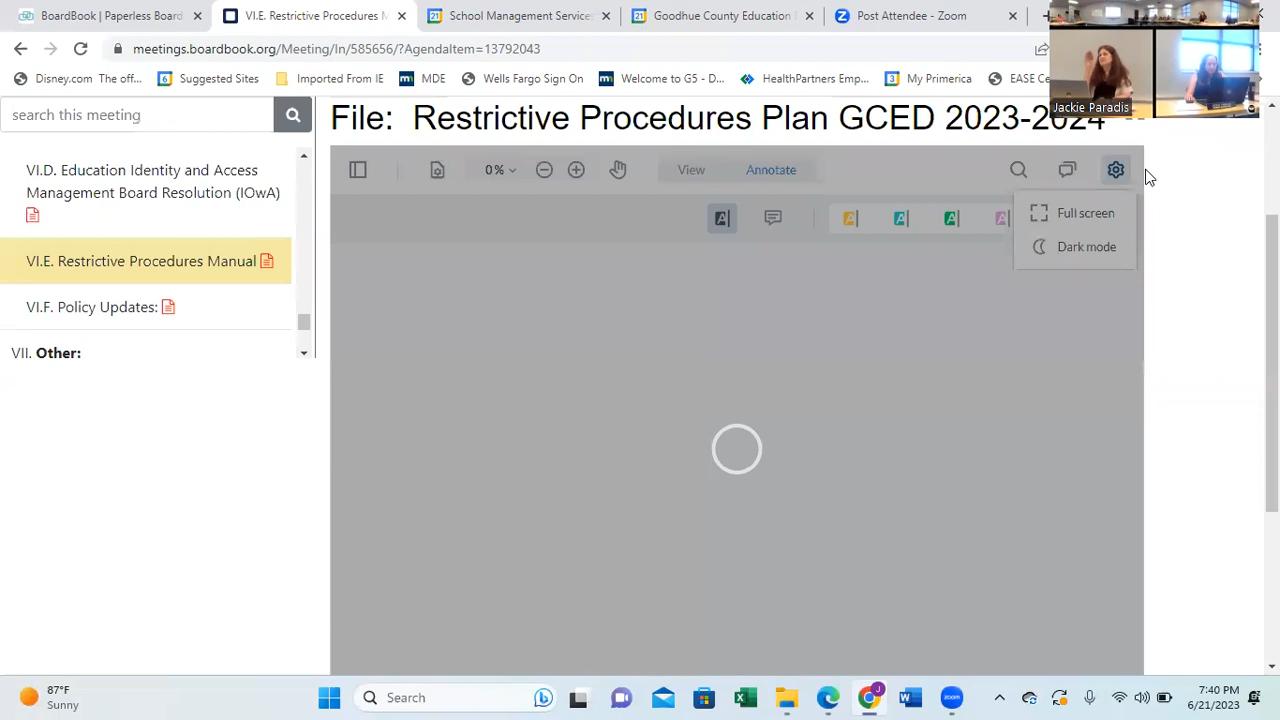 BoardBook | Paperless Board
VI.E. Restrictive Procedures M
Management Service
Goodhue County Education
Post Attendee - Zoom
meetings.boardbook.org/Meeting/In/585656/?AgendaItem=13792043
Disney.com The off...
Suggested Sites
Imported From IE
MDE
Wells Fargo Sign On
Welcome to G5 - D...
HealthPartners Emp...
My Primerica
EASE Ce
Jackie Paradis
search this meeting
File: Restrictive Procedures Plan GCED 2023-2024
0%
View
Annotate
VI.D. Education Identity and Access
Management Board Resolution (IOwA)
Full screen
Dark mode
VI.E. Restrictive Procedures Manual
VI.F. Policy Updates:
VII. Other:
87°F
Sunny
Search
7:40 PM
6/21/2023